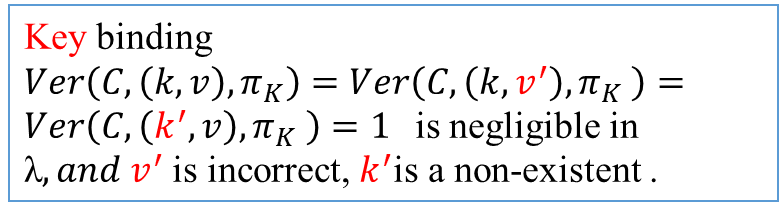 Key binding
Ver(C, (k, v), π_K) = Ver(C, (k, v′), π_K ) =
Ver(C, (k′, v), π_K ) = 1 is negligible in
λ, and v′ is incorrect, k′is a non-existent .